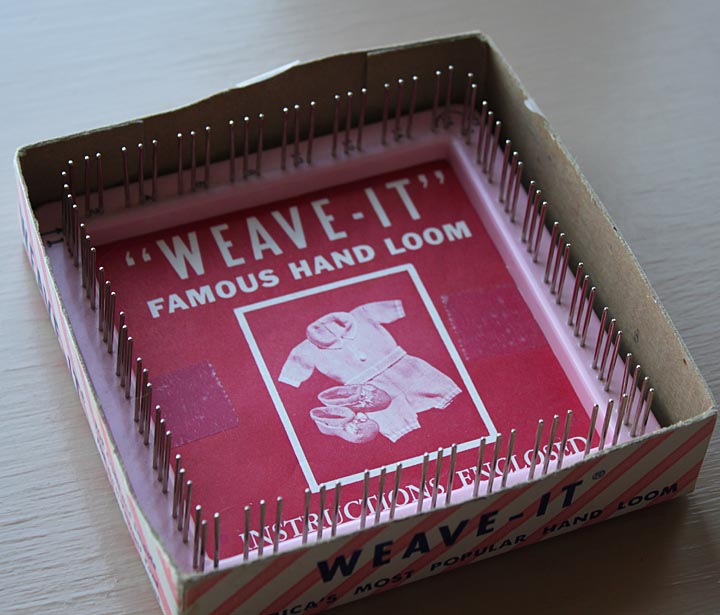 “WEAVE-IT”
FAMOUS HAND LOOM
INSTRUCTIONS ENCLOSED
WEAVE-IT®
MOST POPULAR HAND LOOM